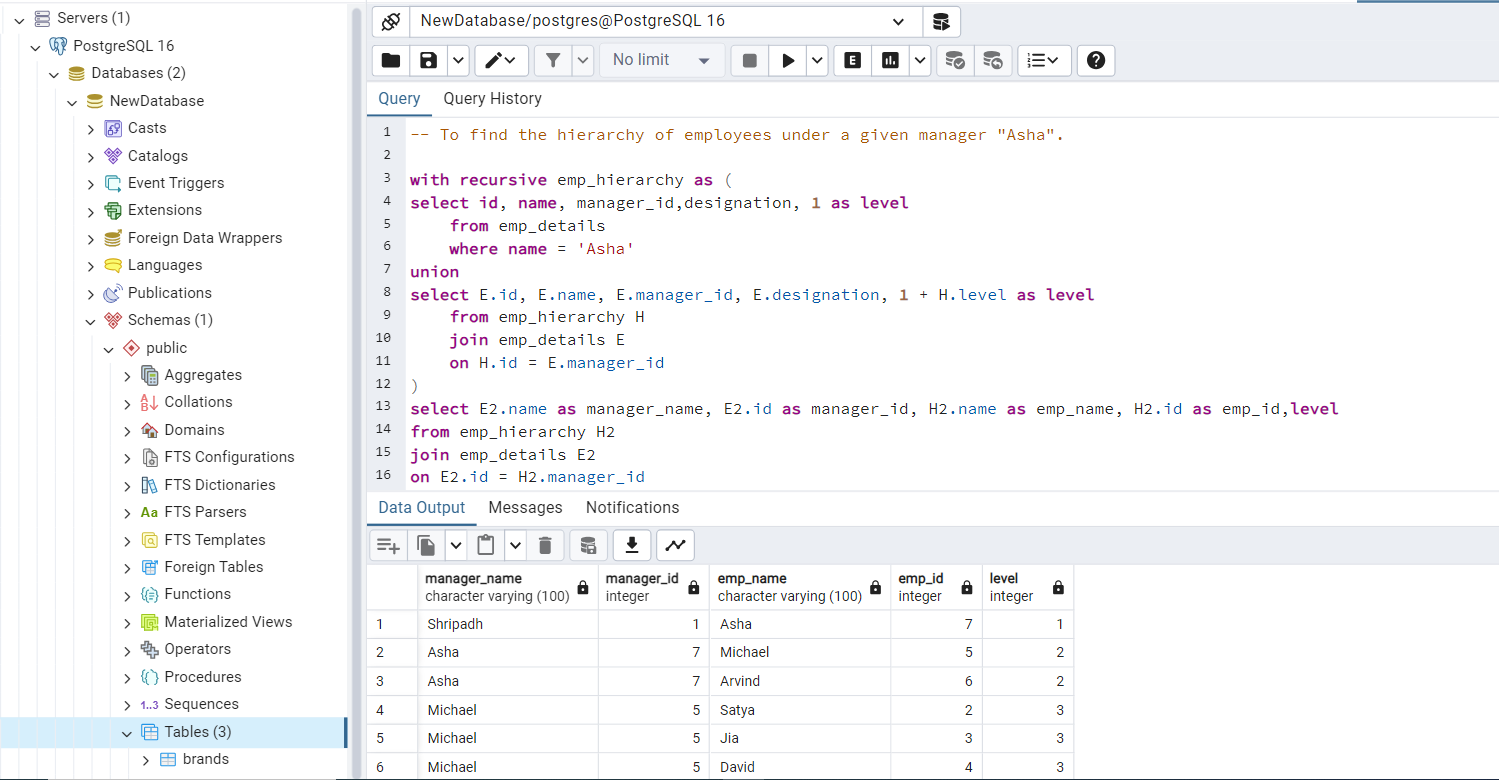 Servers (1)
PostgreSQL 16
Databases (2)
NewDatabase
Casts
Catalogs
Event Triggers
Extensions
Foreign Data Wrappers
Languages
Publications
Schemas (1)
public
Aggregates
Collations
Domains
FTS Configurations
FTS Dictionaries
Aa FTS Parsers
FTS Templates
Foreign Tables
Functions
Materialized Views
Operators
Procedures
1..3 Sequences
Tables (3)
brands
NewDatabase/postgres@PostgreSQL 16
No limit E
Query Query History
1 -- To find the hierarchy of employees under a given manager "Asha".
2
3 with recursive emp_hierarchy as (
4 select id, name, manager_id,designation, 1 as level
5 from emp_details
6 where name = 'Asha'
7 union
8 select E.id, E.name, E.manager_id, E.designation, 1 + H.level as level
9 from emp_hierarchy H
10 join emp_details E
11 on H.id = E.manager_id
12 )
13 select E2.name as manager_name, E2.id as manager_id, H2.name as emp_name, H2.id as emp_id,level
14 from emp_hierarchy H2
15 join emp_details E2
16 on E2.id = H2.manager_id
Data Output Messages Notifications
manager_name manager_id emp_name emp_id level
character varying (100) integer character varying (100) integer integer
1 Shripadh 1 Asha 7 1
2 Asha 7 Michael 5 2
3 Asha 7 Arvind 6 2
4 Michael 5 Satya 2 3
5 Michael 5 Jia 3 3
6 Michael 5 David 4 3